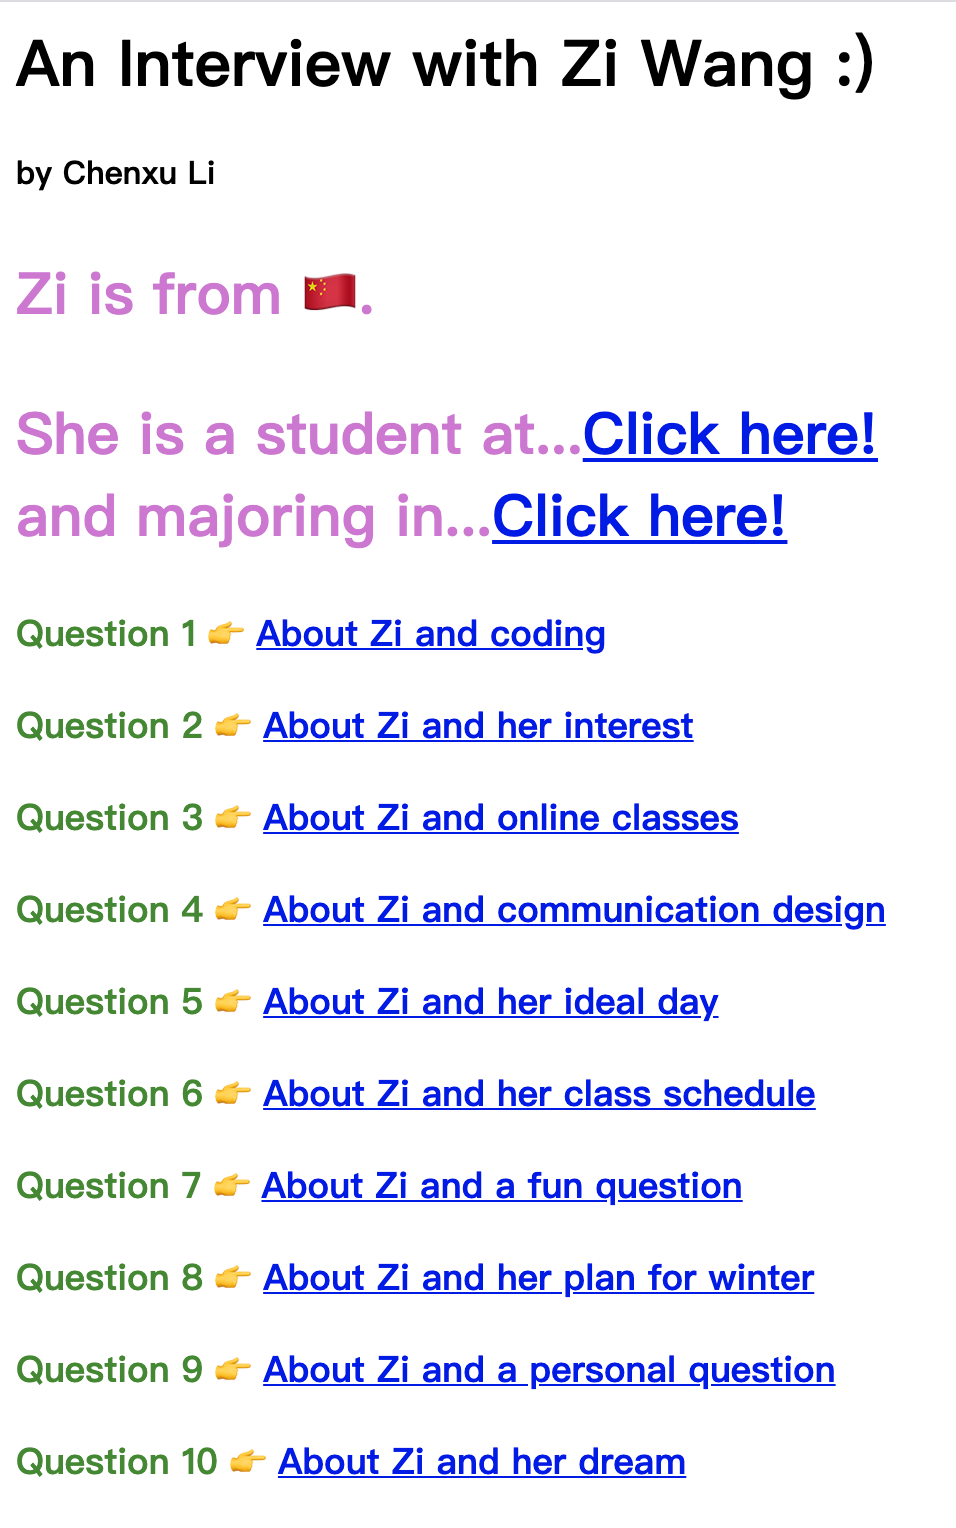 An Interview with Zi Wang :)
by Chenxu Li
Zi is from 🇨🇳.
She is a student at...Click here!
and majoring in...Click here!
Question 1 👉 About Zi and coding
Question 2 👉 About Zi and her interest
Question 3 👉 About Zi and online classes
Question 4 👉 About Zi and communication design
Question 5 👉 About Zi and her ideal day
Question 6 👉 About Zi and her class schedule
Question 7 👉 About Zi and a fun question
Question 8 👉 About Zi and her plan for winter
Question 9 👉 About Zi and a personal question
Question 10 👉 About Zi and her dream